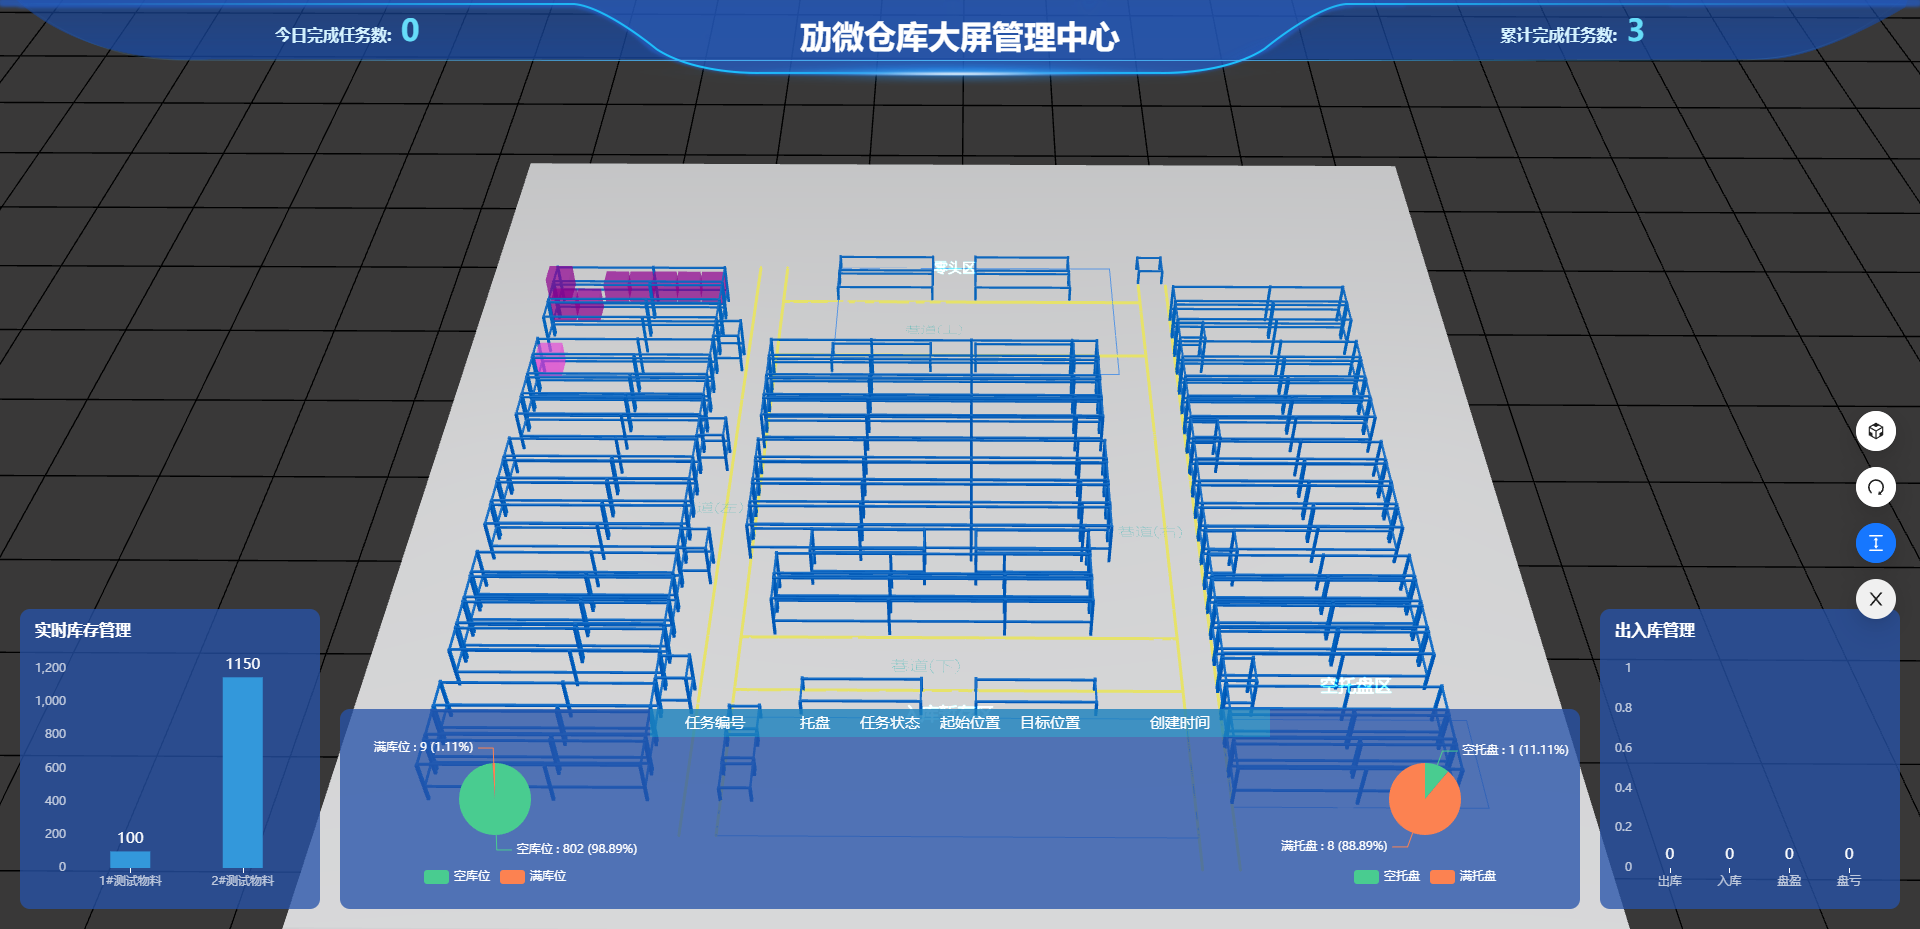 今日完成任务数: 0
劢微仓库大屏管理中心
累计完成任务数: 3
零头区
巷道(上)
道(左)
巷道(右)
巷道(下)
空托盘区
实时库存管理
1,200
1,000
800
600
400
200
0
100
1150
1#测试物料
2#测试物料
任务编号 托盘 任务状态 起始位置 目标位置 创建时间
满库位 : 9 (1.11%)
空库位 : 802 (98.89%)
空库位 满库位
空托盘 : 1 (11.11%)
满托盘 : 8 (88.89%)
空托盘 满托盘
出入库管理
1
0.8
0.6
0.4
0.2
0
0 0 0 0
出库 入库 盘盈 盘亏